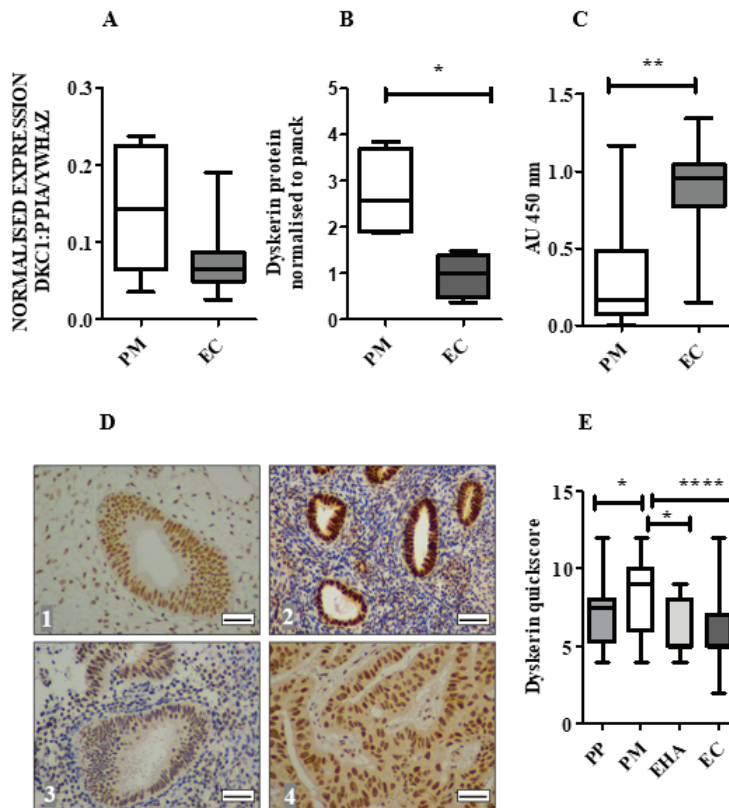 A
NORMALISED EXPRESSION
DKC1:PPIA/YWHAZ
0.3
0.2
0.1
0.0
PM
EC
B
Dyskerin protein
normalised to panck
5
4
3
2
1
0
*
PM
EC
C
AU 450 nm
1.5
1.0
0.5
0.0
**
PM
EC
D
1
2
3
4
E
Dyskerin quickscore
15
10
5
0
*
****
*
PP
PM
EHA
EC